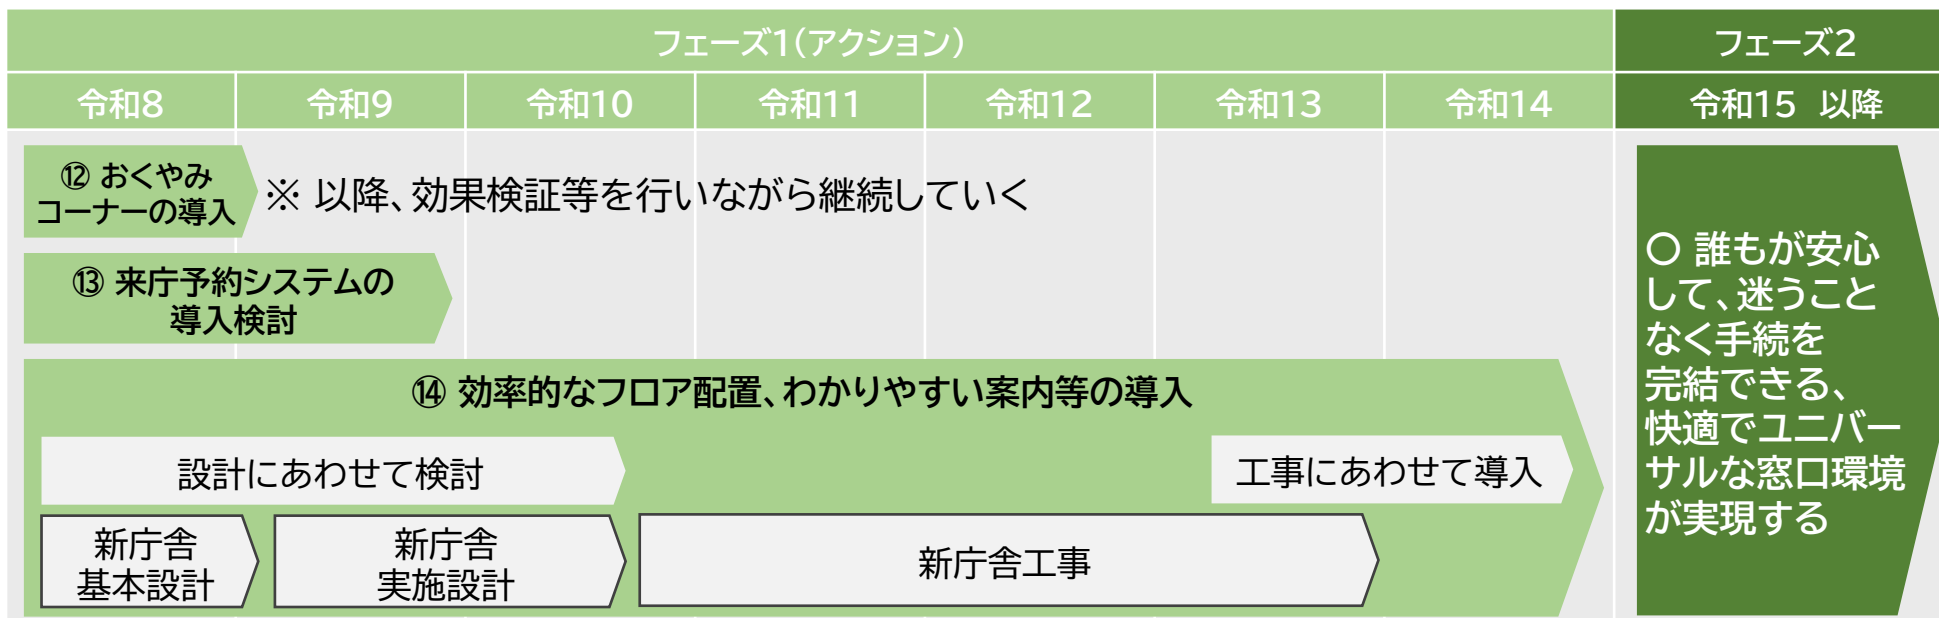 フェーズ1(アクション)
フェーズ2
令和8
令和9
令和10
令和11
令和12
令和13
令和14
令和15 以降
⑫ おくやみ
コーナーの導入
※ 以降、効果検証等を行いながら継続していく
⑬ 来庁予約システムの
導入検討
⑭ 効率的なフロア配置、わかりやすい案内等の導入
設計にあわせて検討
工事にあわせて導入
新庁舎
基本設計
新庁舎
実施設計
新庁舎工事
〇 誰もが安心
して、迷うこと
なく手続を
完結できる、
快適でユニバー
サルな窓口環境
が実現する